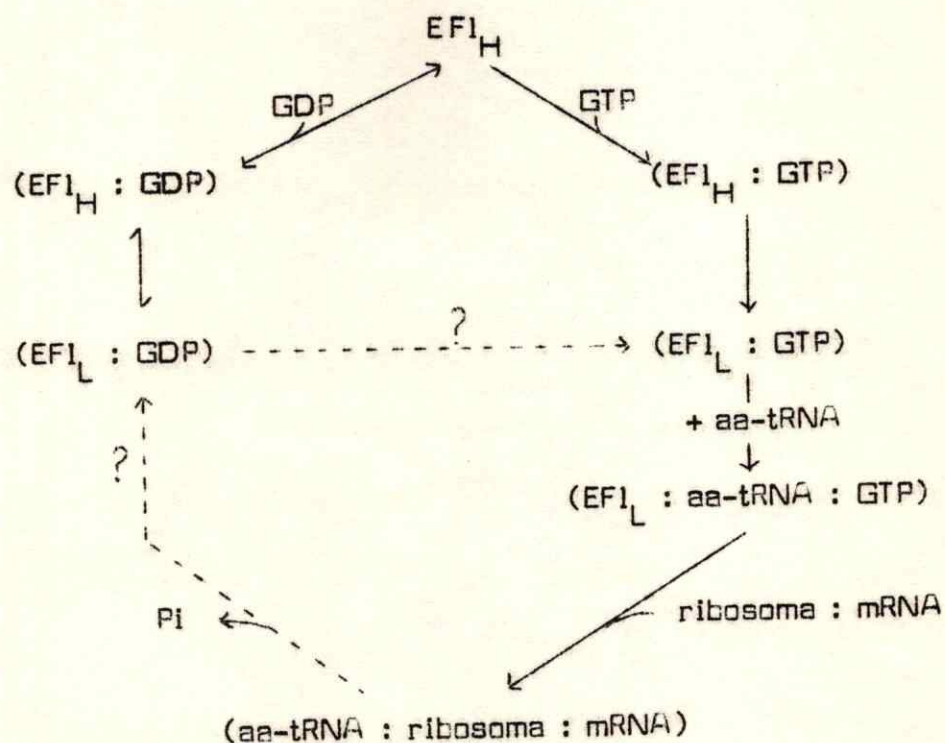 EF1H
GDP GTP
(EF1H : GDP) (EF1H : GTP)
?
(EF1L : GDP) (EF1L : GTP)
+ aa-tRNA
?
(EF1L : aa-tRNA : GTP)
Pi ribosoma : mRNA
(aa-tRNA : ribosoma : mRNA)